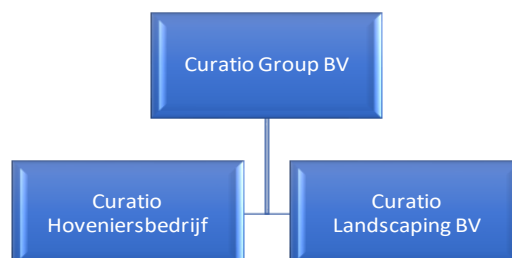 Curatio Group BV
Curatio
Hoveniersbedrijf
Curatio
Landscaping BV